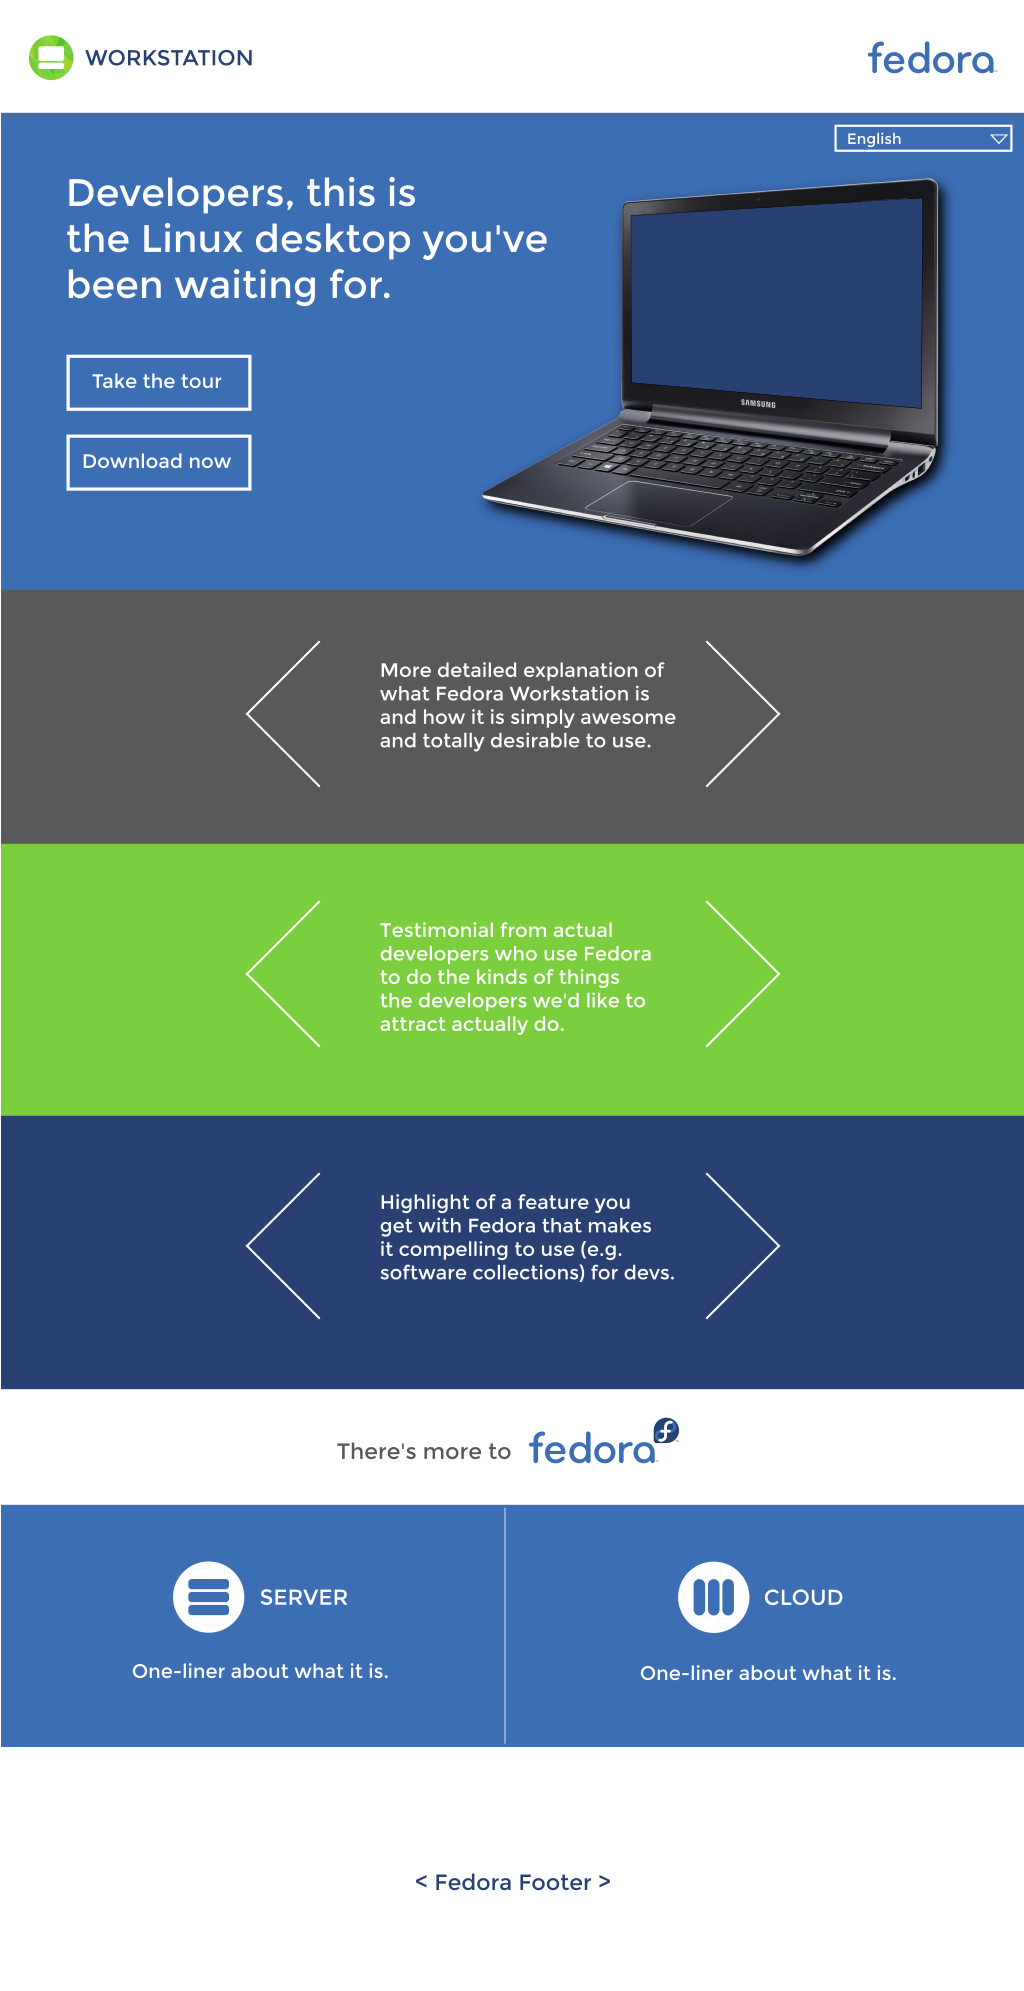 WORKSTATION
fedora
English
Developers, this is
the Linux desktop you've
been waiting for.
Take the tour
Download now
SAMSUNG
More detailed explanation of
what Fedora Workstation is
and how it is simply awesome
and totally desirable to use.
Testimonial from actual
developers who use Fedora
to do the kinds of things
the developers we'd like to
attract actually do.
Highlight of a feature you
get with Fedora that makes
it compelling to use (e.g.
software collections) for devs.
There's more to fedora
SERVER
One-liner about what it is.
CLOUD
One-liner about what it is.
< Fedora Footer >